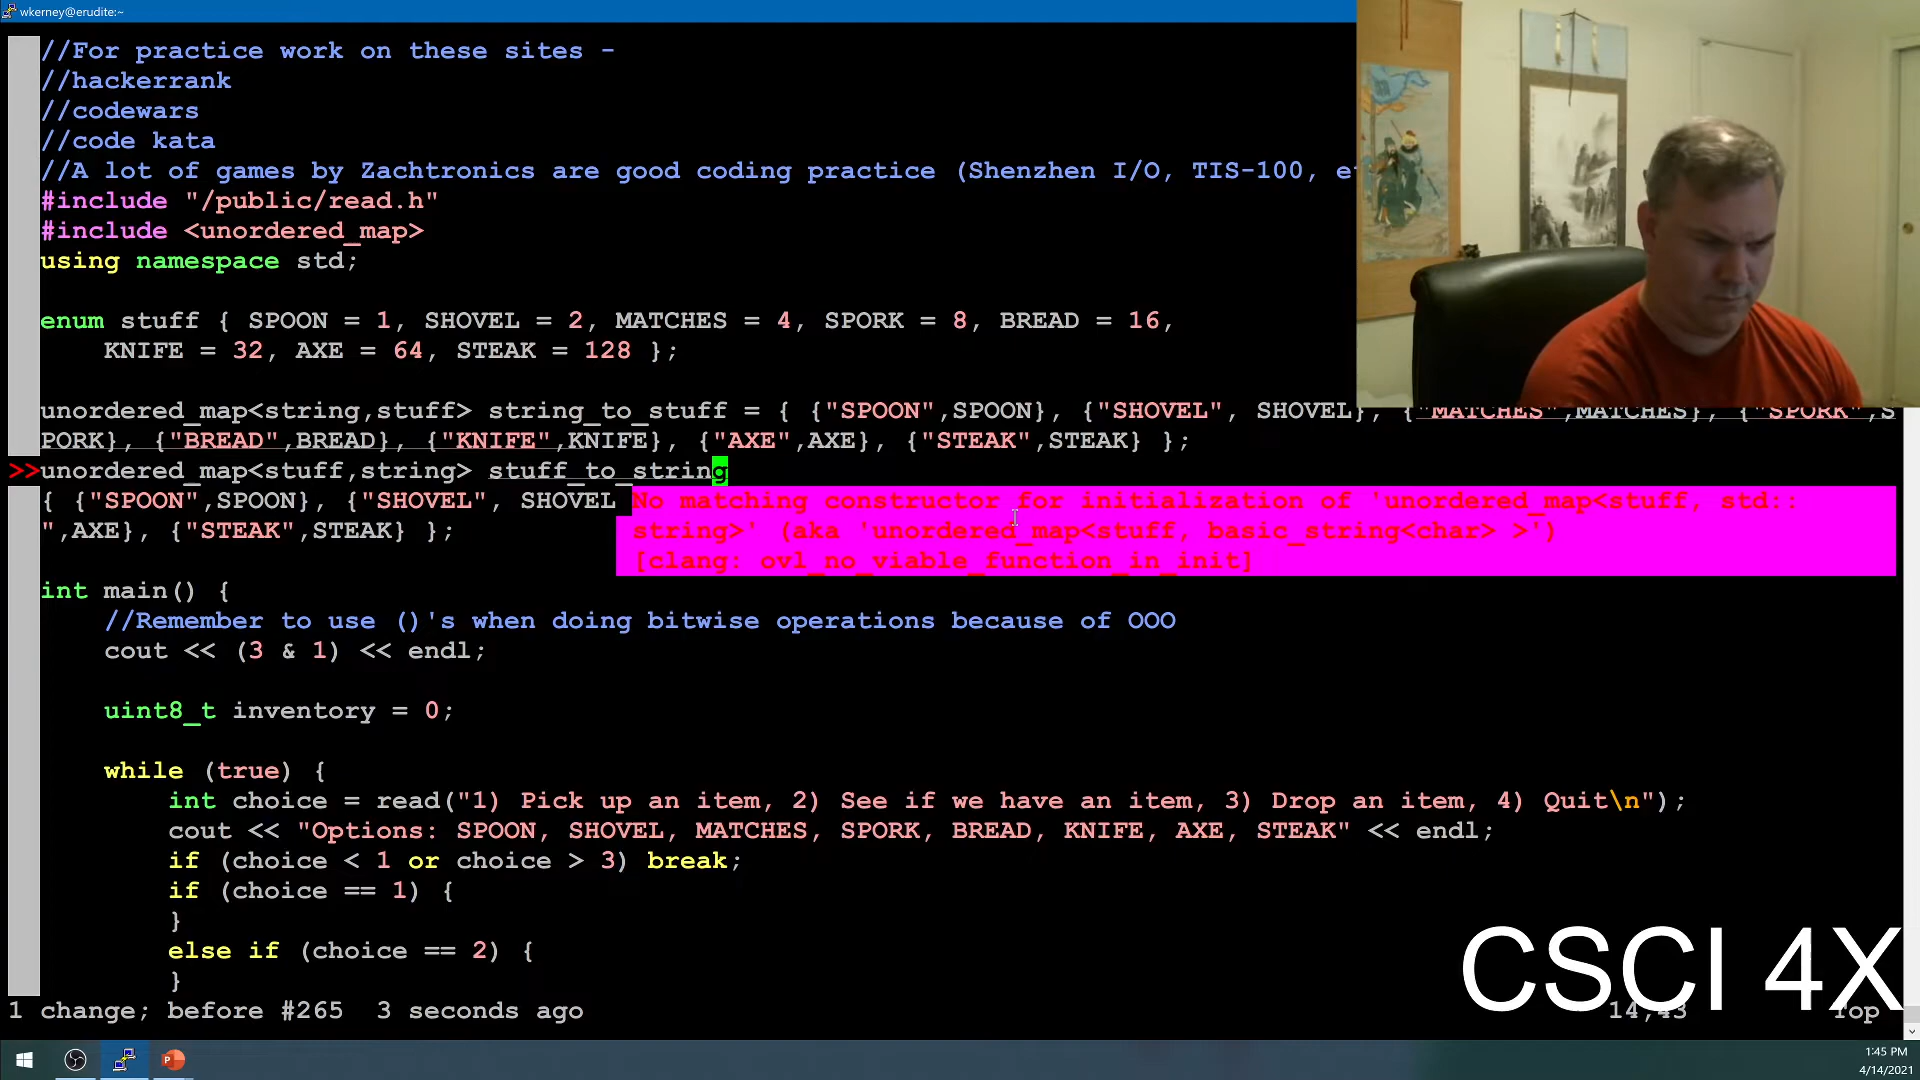 wkerney@erudite:~
//For practice work on these sites -
//hackerrank
//codewars
//code kata
//A lot of games by Zachtronics are good coding practice (Shenzhen I/O, TIS-100,
#include "/public/read.h"
#include <unordered_map>
using namespace std;
enum stuff { SPOON = 1, SHOVEL = 2, MATCHES = 4, SPORK = 8, BREAD = 16,
KNIFE = 32, AXE = 64, STEAK = 128 };
unordered_map<string,stuff> string_to_stuff = { {"SPOON",SPOON}, {"SHOVEL", SHOVEL}, {"MATCHES",MATCHES}, {"SPORK",S
PORK}, {"BREAD",BREAD}, {"KNIFE",KNIFE}, {"AXE",AXE}, {"STEAK",STEAK} };
>>unordered_map<stuff,string> stuff_to_string
{ {"SPOON",SPOON}, {"SHOVEL", SHOVEL No matching constructor for initialization of 'unordered_map<stuff, std::
",AXE}, {"STEAK",STEAK} }; string>' (aka 'unordered_map<stuff, basic_string<char> >')
[clang: ovl_no_viable_function_in_init]
int main() {
//Remember to use ()'s when doing bitwise operations because of OOO
cout << (3 & 1) << endl;
uint8_t inventory = 0;
while (true) {
int choice = read("1) Pick up an item, 2) See if we have an item, 3) Drop an item, 4) Quit\n");
cout << "Options: SPOON, SHOVEL, MATCHES, SPORK, BREAD, KNIFE, AXE, STEAK" << endl;
if (choice < 1 or choice > 3) break;
if (choice == 1) {
}
else if (choice == 2) {
}
CSCI 4X
1 change; before #265 3 seconds ago
14,43
Top
1:45 PM
4/14/2021